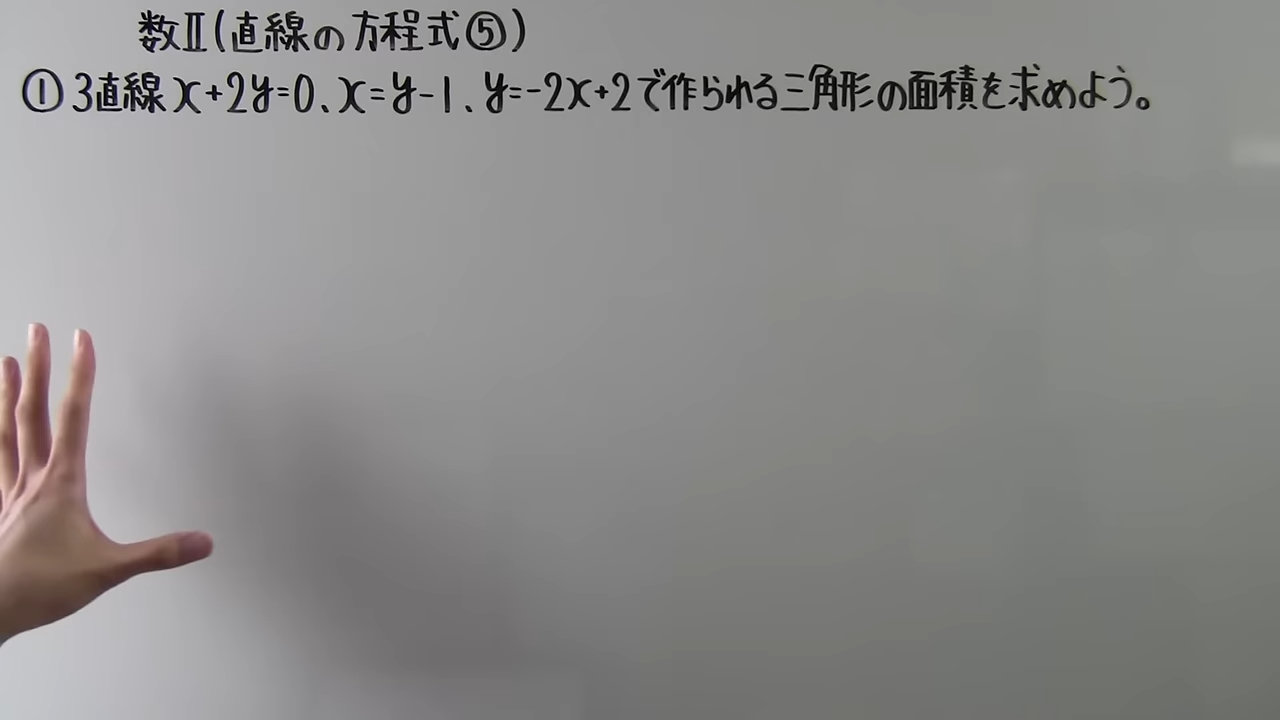 数Ⅱ(直線の方程式⑤)
① 3直線 x+2y=0、x=y-1、y=-2x+2で作られる三角形の面積を求めよう。